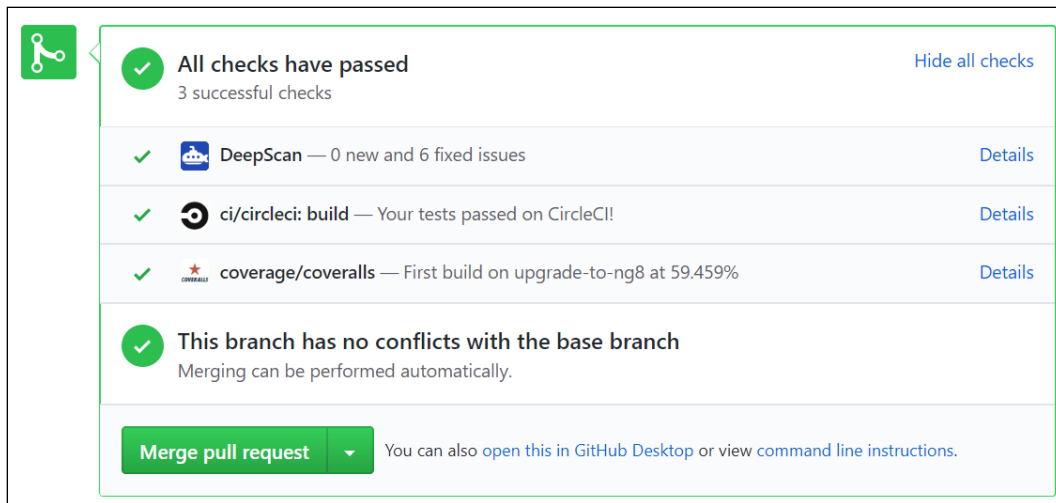 All checks have passed
Hide all checks
3 successful checks
DeepScan — 0 new and 6 fixed issues
Details
ci/circleci: build — Your tests passed on CircleCI!
Details
COVERALLS
coverage/coveralls — First build on upgrade-to-ng8 at 59.459%
Details
This branch has no conflicts with the base branch
Merging can be performed automatically.
Merge pull request
You can also open this in GitHub Desktop or view command line instructions.